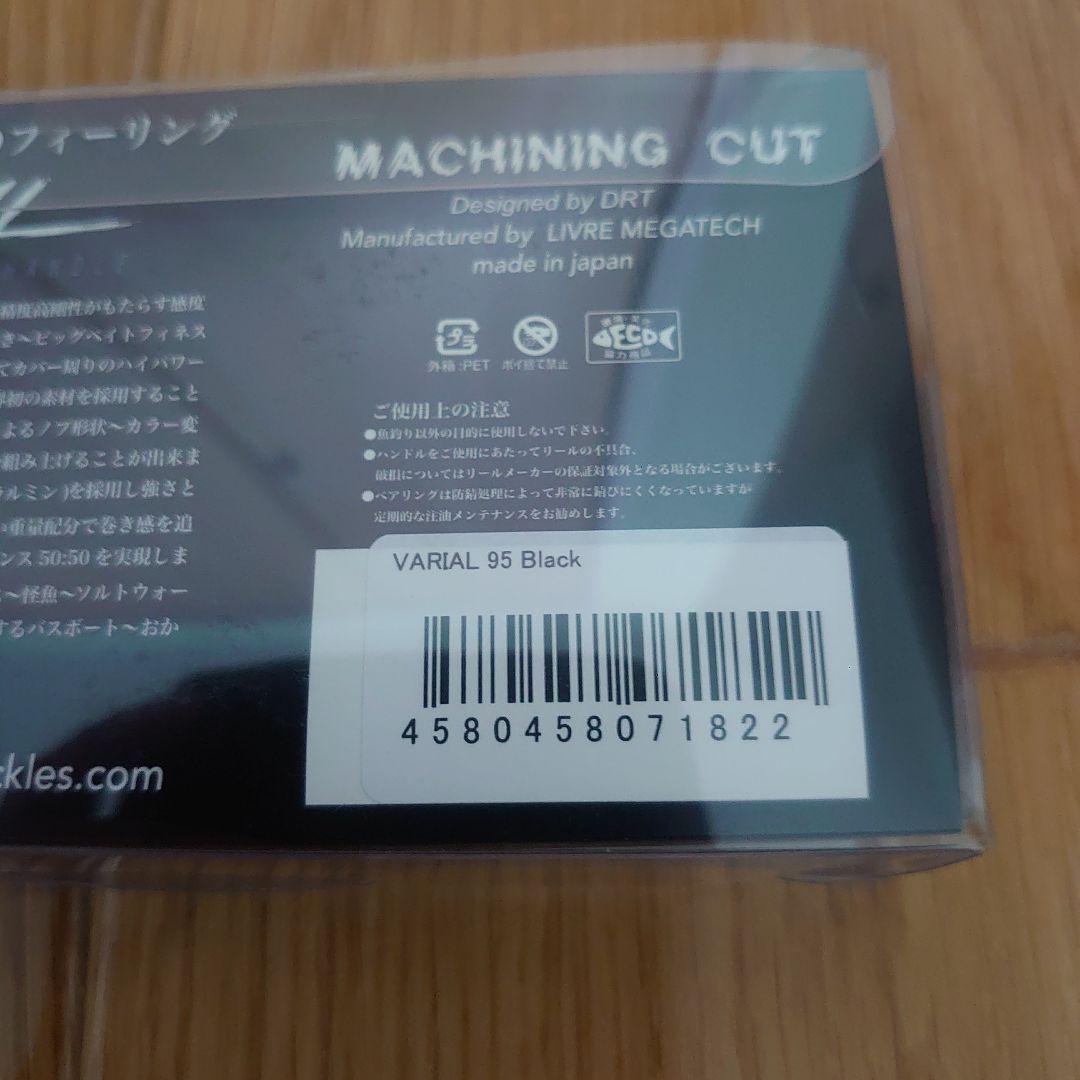 フィーリング
MACHINING CUT
Designed by DRT
Manufactured by LIVRE MEGATECH
made in japan
精度高剛性がもたらす感度
き〜ビッグベイトフィネス
てカバー周りのハイパワー
初の素材を採用すること
よるノブ形状〜カラー変
組み上げることが出来ま
ルミン)を採用し強さと
い重量配分で巻き感を追
ンス 50:50 を実現しま
〜怪魚〜ソルトウォー
するパスポート〜おか
ckles.com
プラ
外箱:PET
ポイ捨て禁止
ECO
協力商品
ご使用上の注意
●魚釣り以外の目的に使用しないで下さい。
●ハンドルをご使用にあたってリールの不具合、
破損についてはリールメーカーの保証対象外となる場合がございます。
●ベアリングは防錆処理によって非常に錆びにくくなっていますが
定期的な注油メンテナンスをお勧めします。
VARIAL 95 Black
4580458071822